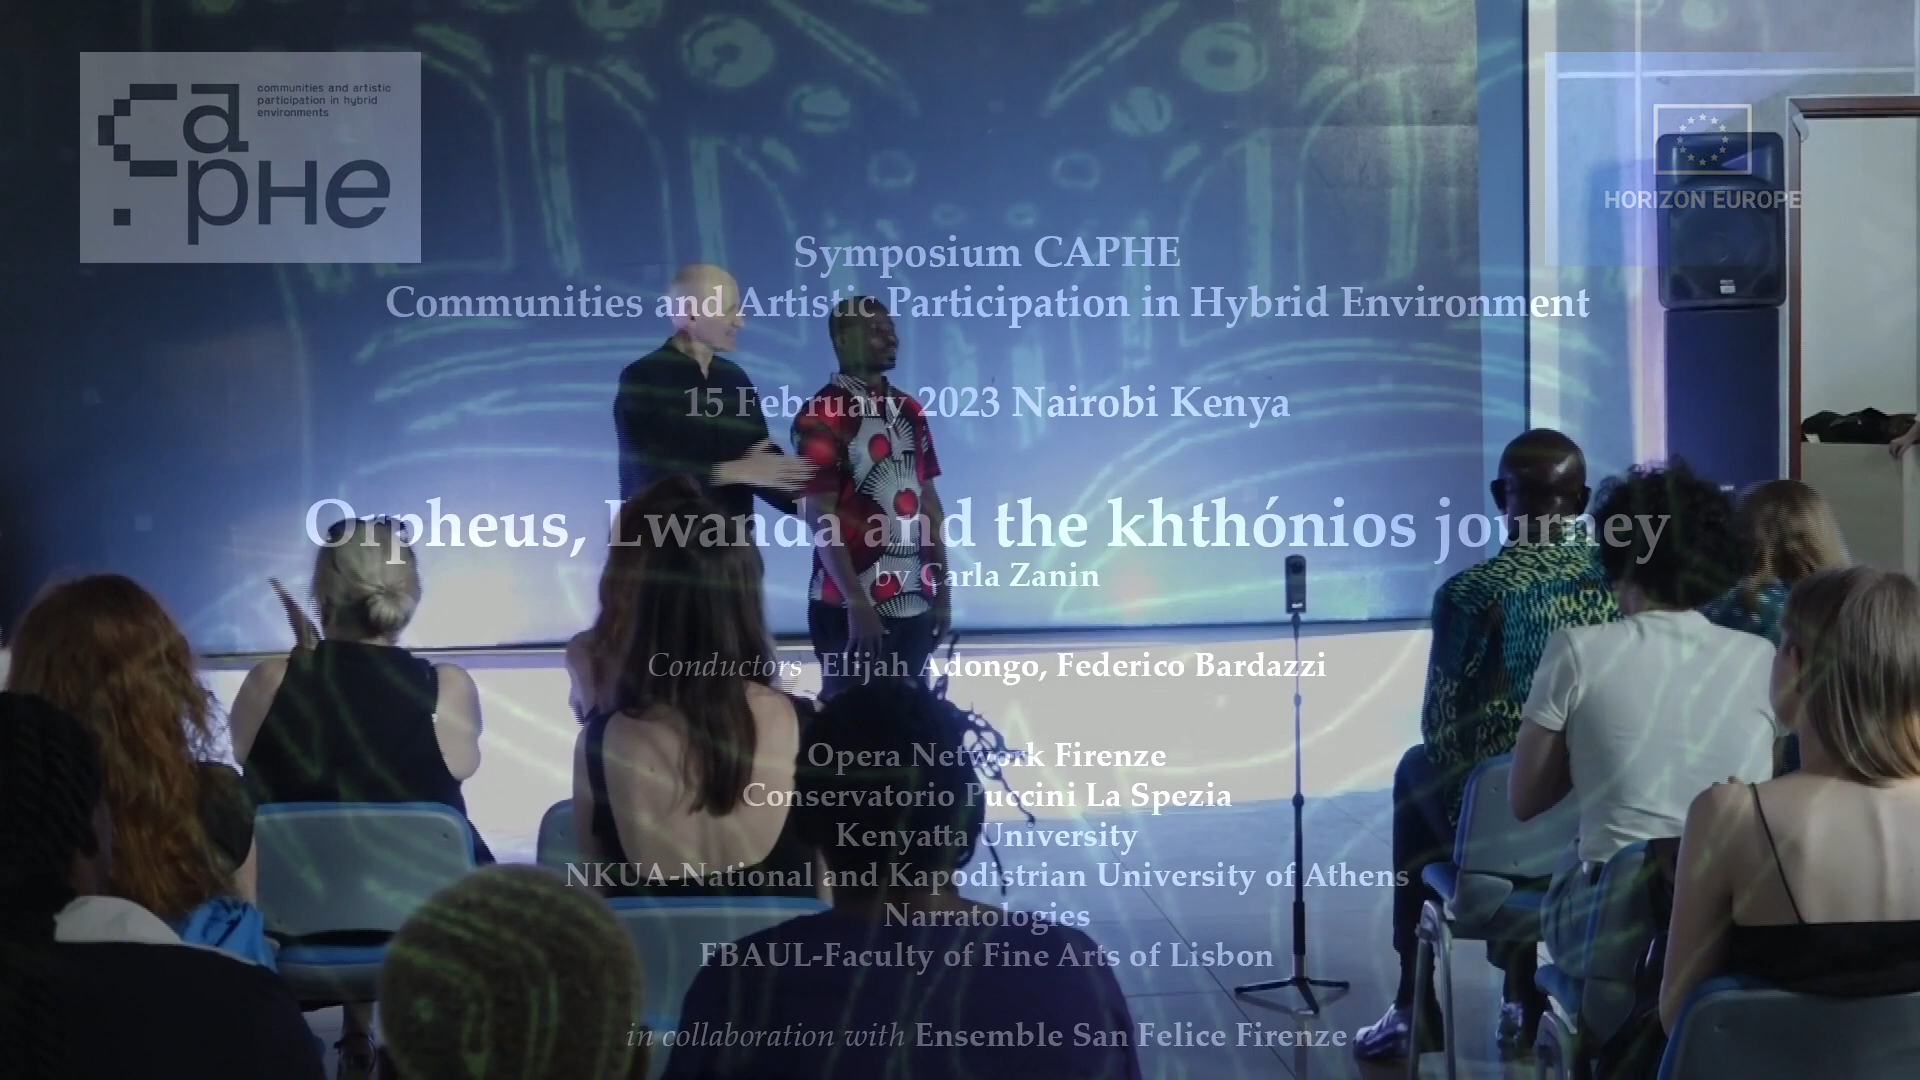 caPHe
communities and artistic
participation in hybrid
environments
HORIZON EUROPE
Symposium CAPHE
Communities and Artistic Participation in Hybrid Environment
15 February 2023 Nairobi Kenya
Orpheus, Lwanda and the khthónios journey
by Carla Zanin
Conductors Elijah Adongo, Federico Bardazzi
Opera Network Firenze
Conservatorio Puccini La Spezia
Kenyatta University
NKUA-National and Kapodistrian University of Athens
Narratologies
FBAUL-Faculty of Fine Arts of Lisbon
in collaboration with Ensemble San Felice Firenze